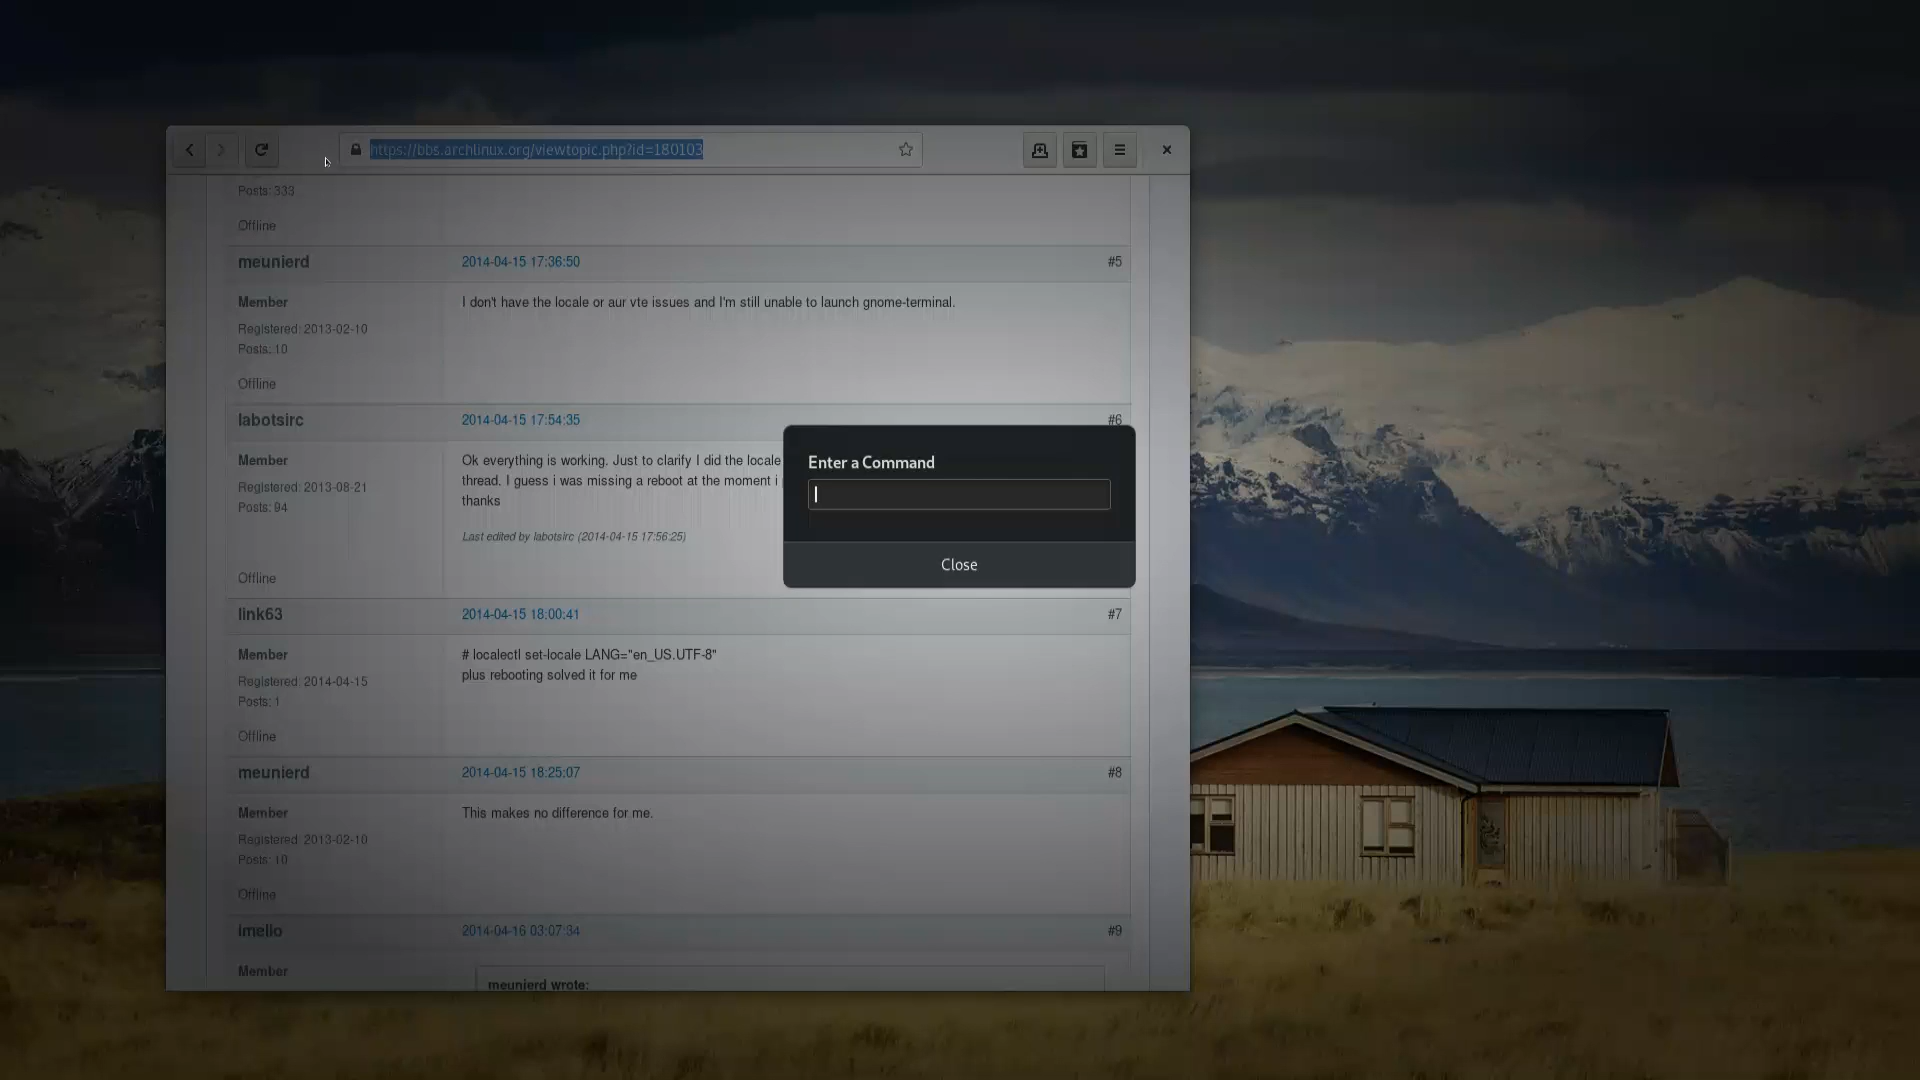 https://bbs.archlinux.org/viewtopic.php?id=180103
Posts: 333
Offline
meunierd 2014-04-15 17:36:50 #5
Member
I don't have the locale or aur vte issues and I'm still unable to launch gnome-terminal.
Registered: 2013-02-10
Posts: 10
Offline
labotsirc 2014-04-15 17:54:35 #6
Member
Ok everything is working. Just to clarify I did the locale
Registered: 2013-08-21
thread. I guess i was missing a reboot at the moment i
Posts: 94
thanks
Last edited by labotsirc (2014-04-15 17:56:25)
Offline
Enter a Command
Close
link63 2014-04-15 18:00:41 #7
Member
# localectl set-locale LANG="en_US.UTF-8"
Registered: 2014-04-15
plus rebooting solved it for me
Posts: 1
Offline
meunierd 2014-04-15 18:25:07 #8
Member
This makes no difference for me.
Registered: 2013-02-10
Posts: 10
Offline
imello 2014-04-16 03:07:34 #9
Member
meunierd wrote: